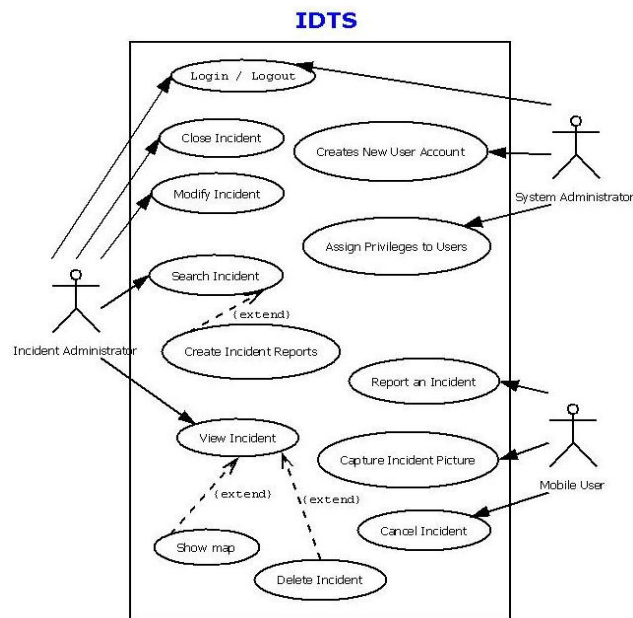 IDTS
Login / Logout
Close Incident
Creates New User Account
Modify Incident
System Administrator
Assign Privileges to Users
Search Incident
{extend}
Incident Administrator
Create Incident Reports
Report an Incident
View Incident
Capture Incident Picture
Mobile User
{extend}
{extend}
Cancel Incident
Show map
Delete Incident